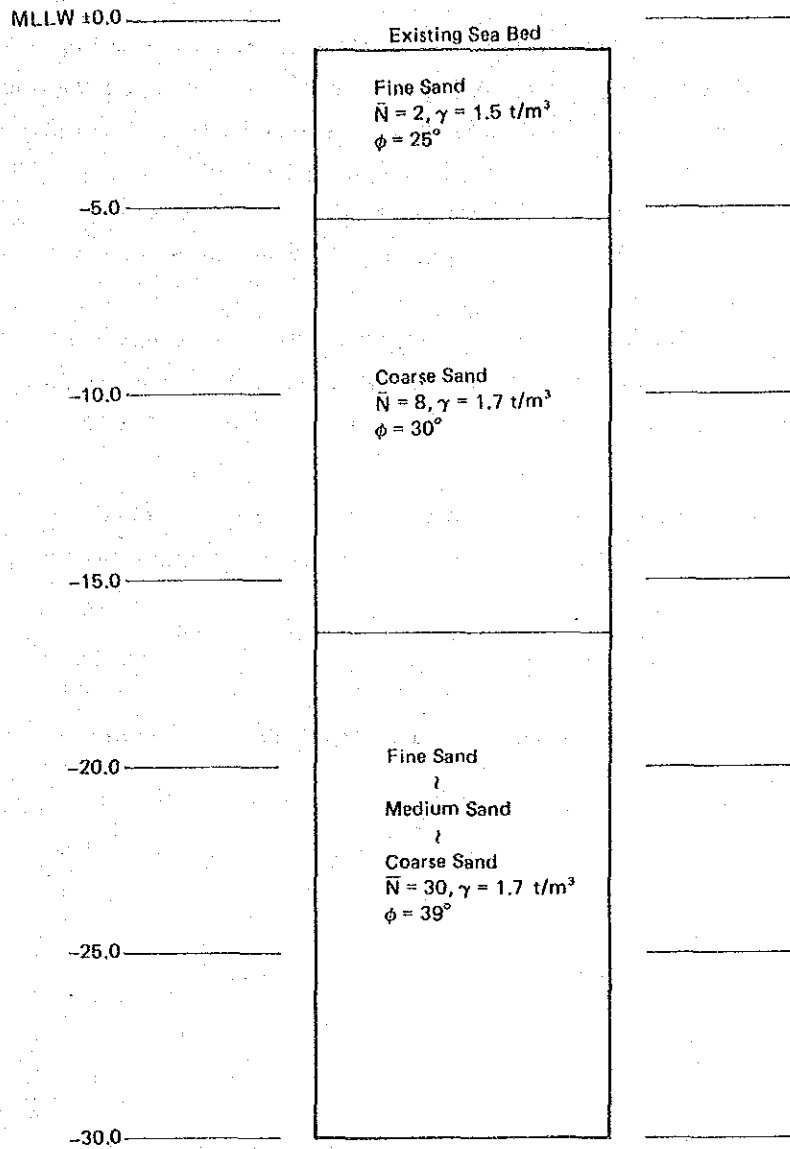 MLLW ±0.0
Existing Sea Bed
Fine Sand
N̄ = 2, γ = 1.5 t/m³
φ = 25°
−5.0
Coarse Sand
−10.0
N̄ = 8, γ = 1.7 t/m³
φ = 30°
−15.0
Fine Sand
−20.0
≀
Medium Sand
≀
Coarse Sand
N̄ = 30, γ = 1.7 t/m³
φ = 39°
−25.0
−30.0